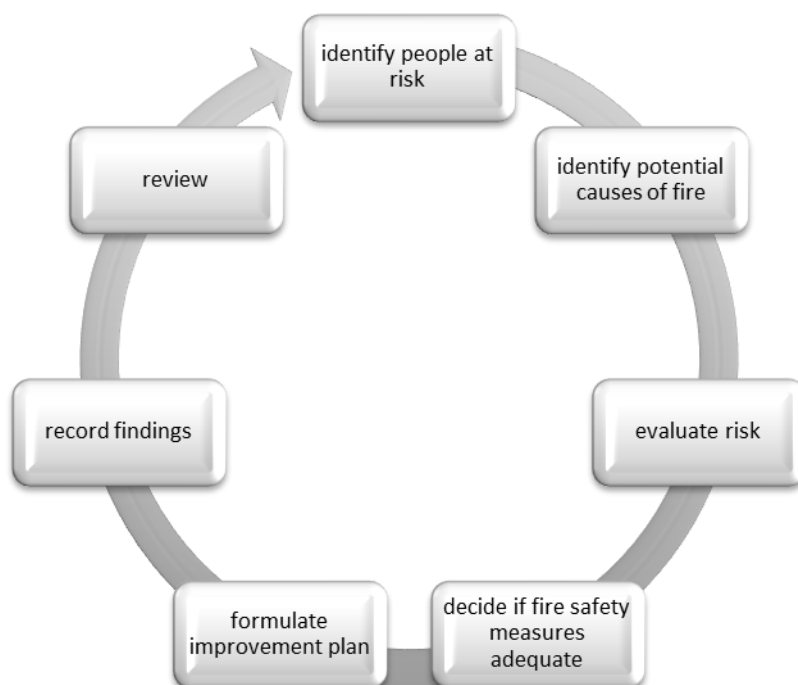 identify people at
risk
identify potential
causes of fire
evaluate risk
decide if fire safety
measures
adequate
formulate
improvement plan
record findings
review